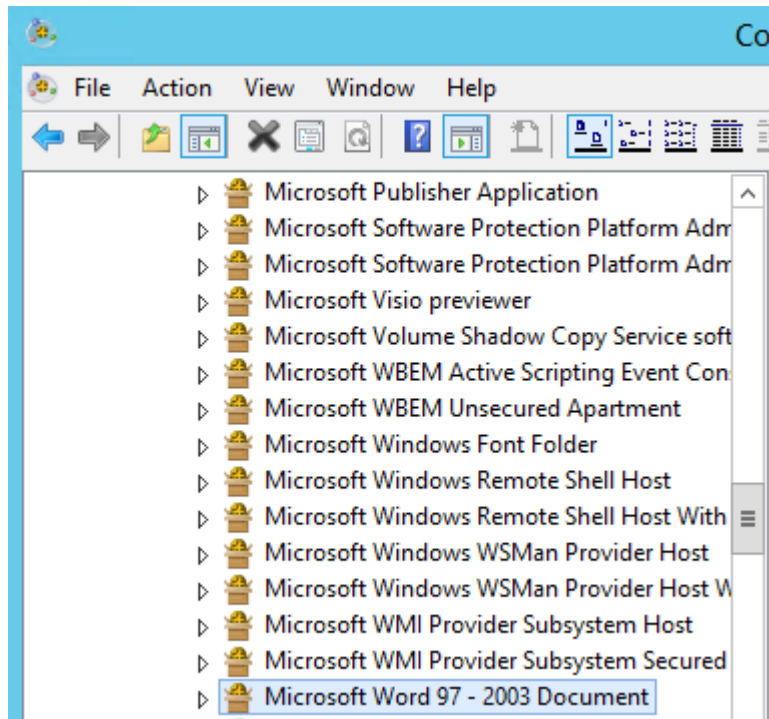 Co
File Action View Window Help
Microsoft Publisher Application
Microsoft Software Protection Platform Adm
Microsoft Software Protection Platform Adm
Microsoft Visio previewer
Microsoft Volume Shadow Copy Service soft
Microsoft WBEM Active Scripting Event Con
Microsoft WBEM Unsecured Apartment
Microsoft Windows Font Folder
Microsoft Windows Remote Shell Host
Microsoft Windows Remote Shell Host With
Microsoft Windows WSMan Provider Host
Microsoft Windows WSMan Provider Host W
Microsoft WMI Provider Subsystem Host
Microsoft WMI Provider Subsystem Secured
Microsoft Word 97 - 2003 Document